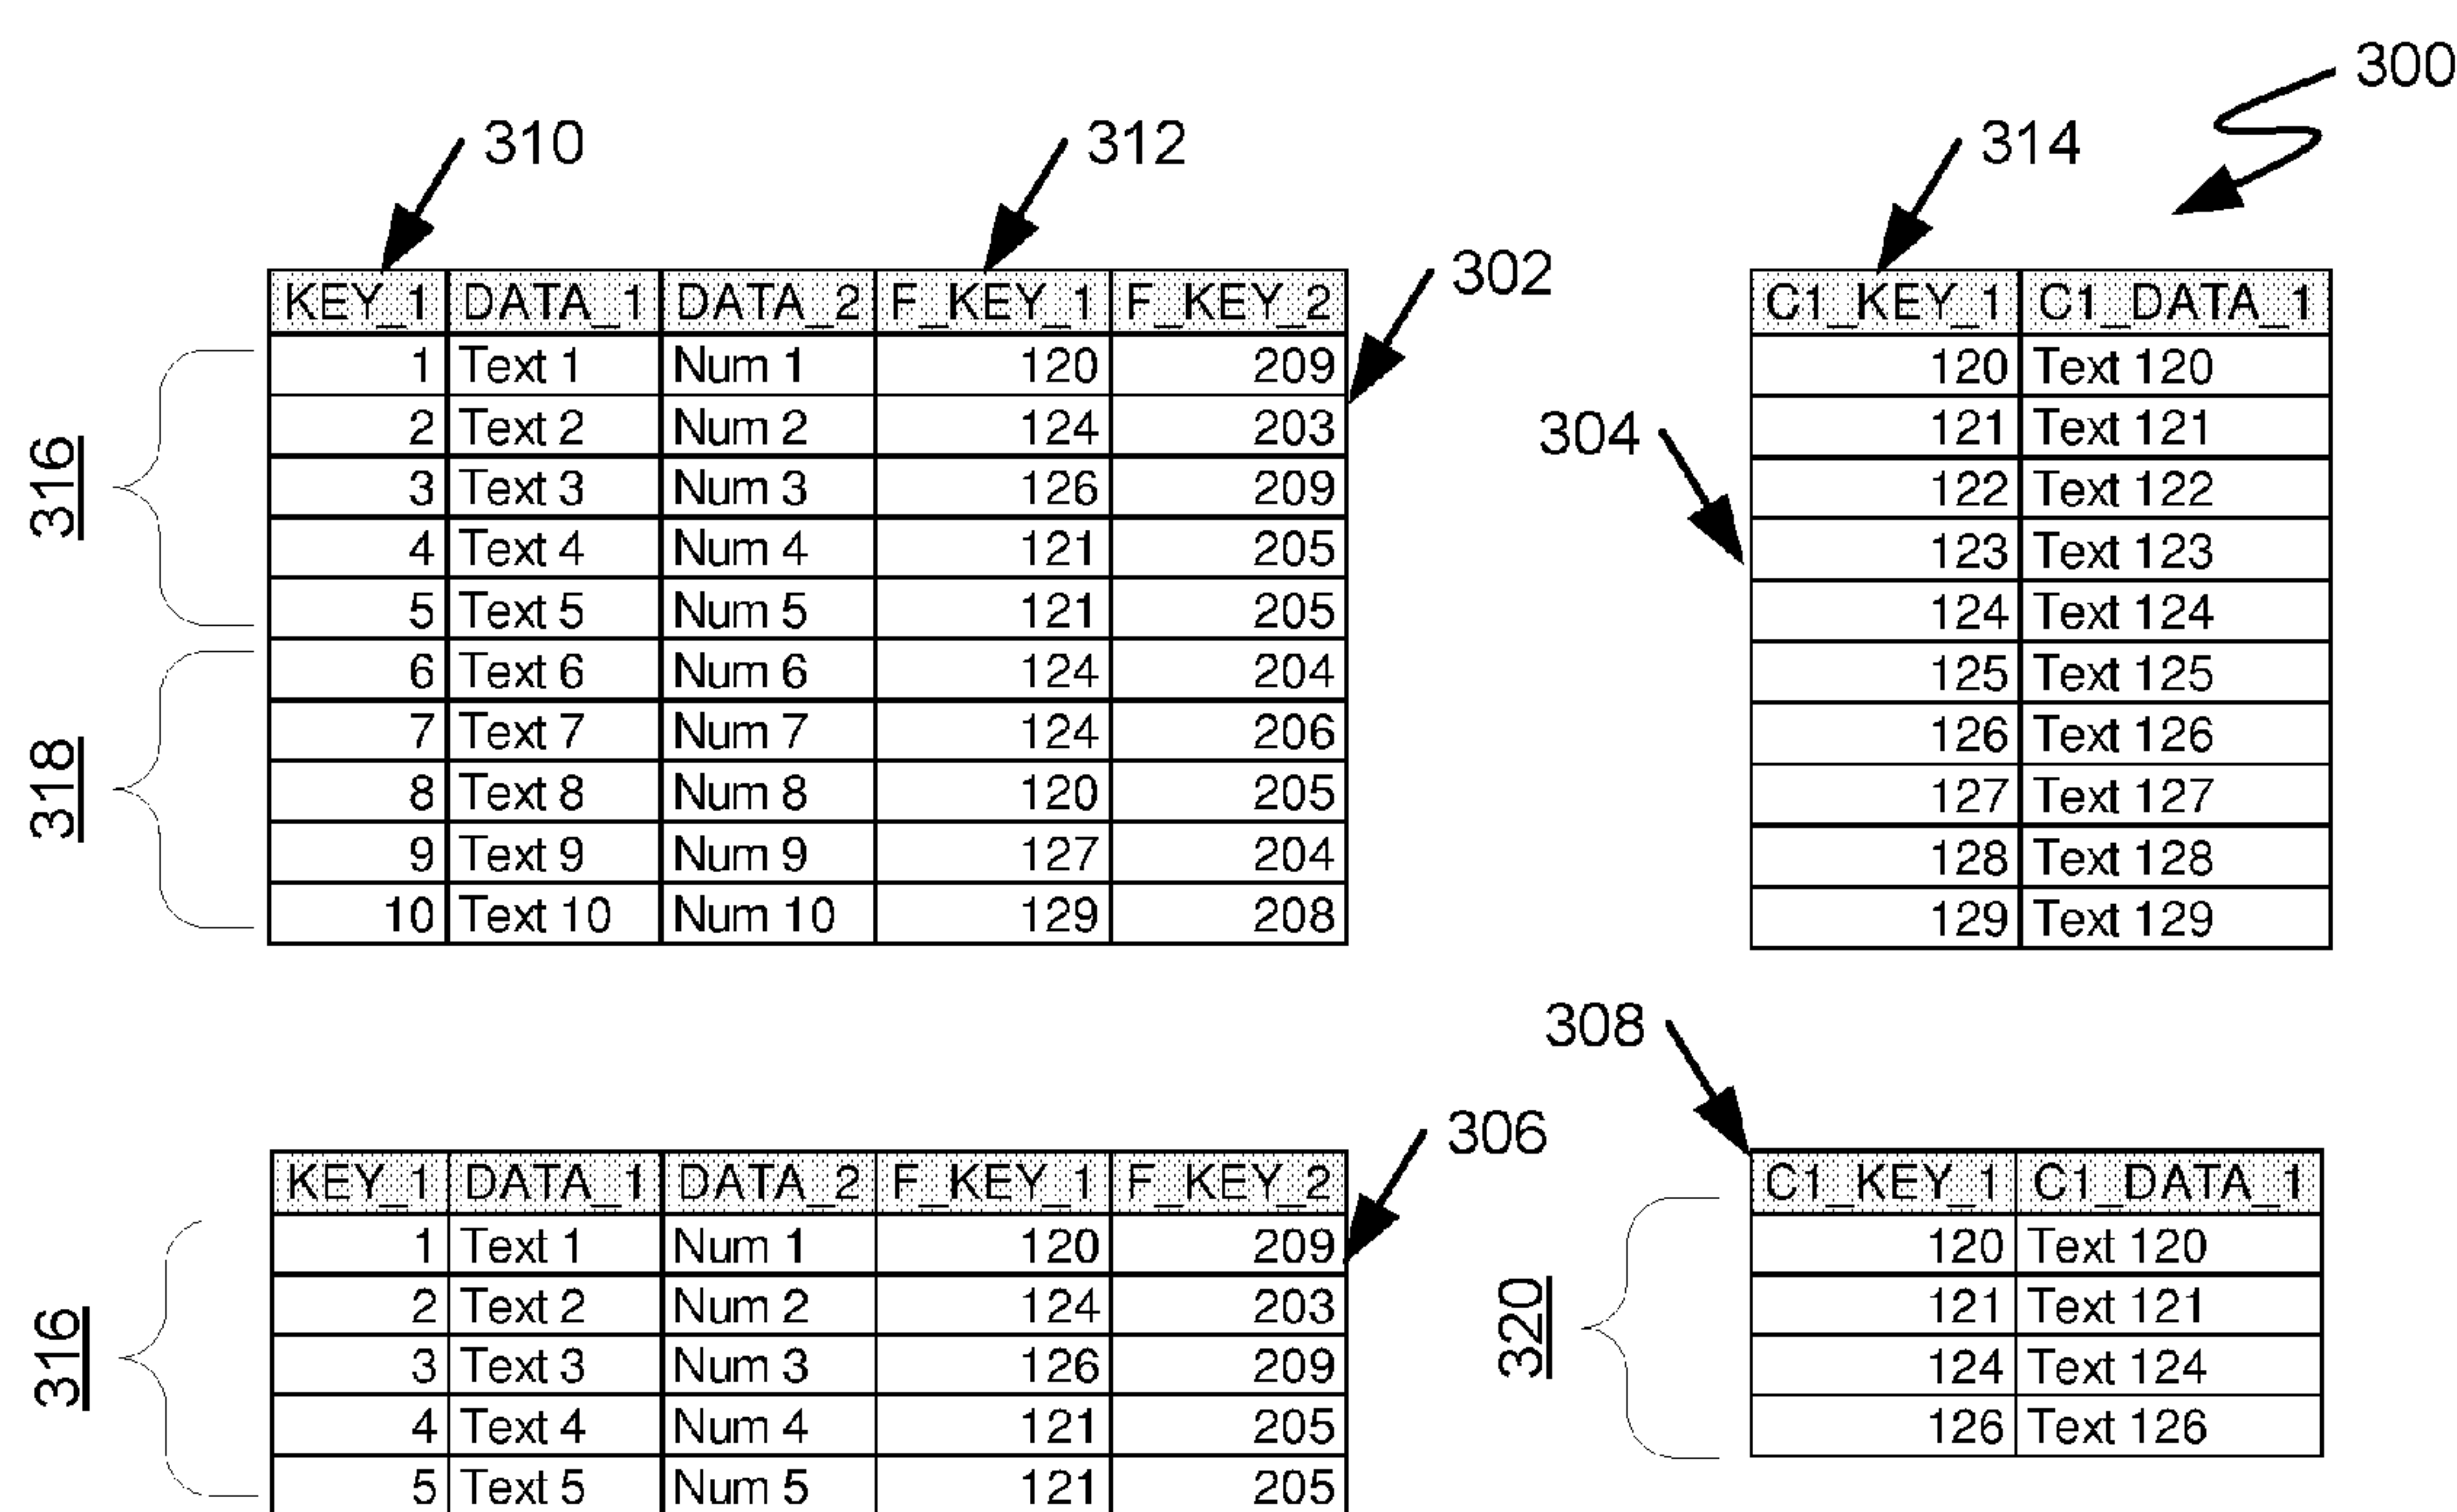 300
310
312
314
302
KEY_1 DATA_1 DATA_2 F_KEY_1 F_KEY_2
1 Text 1 Num 1 120 209
2 Text 2 Num 2 124 203
3 Text 3 Num 3 126 209
4 Text 4 Num 4 121 205
5 Text 5 Num 5 121 205
6 Text 6 Num 6 124 204
7 Text 7 Num 7 124 206
8 Text 8 Num 8 120 205
9 Text 9 Num 9 127 204
10 Text 10 Num 10 129 208
316
318
304
C1_KEY_1 C1_DATA_1
120 Text 120
121 Text 121
122 Text 122
123 Text 123
124 Text 124
125 Text 125
126 Text 126
127 Text 127
128 Text 128
129 Text 129
306
KEY_1 DATA_1 DATA_2 F_KEY_1 F_KEY_2
1 Text 1 Num 1 120 209
2 Text 2 Num 2 124 203
3 Text 3 Num 3 126 209
4 Text 4 Num 4 121 205
5 Text 5 Num 5 121 205
316
308
C1_KEY_1 C1_DATA_1
120 Text 120
121 Text 121
124 Text 124
126 Text 126
320